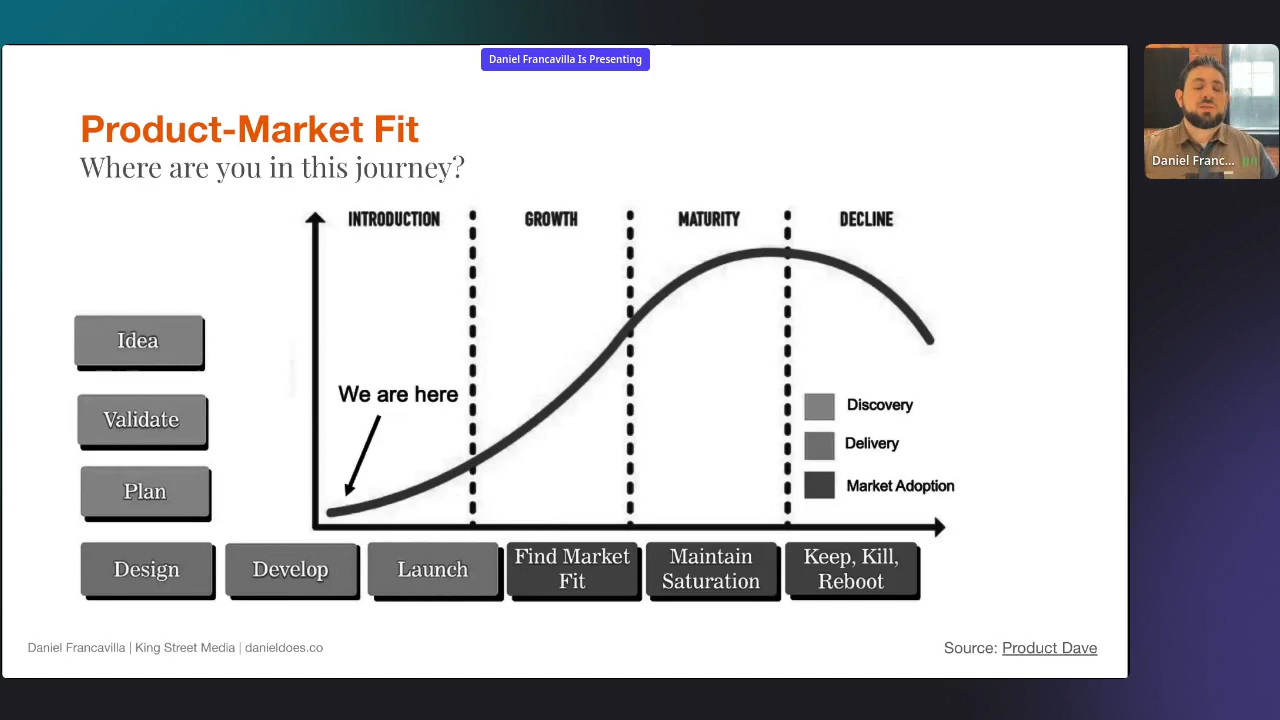 Daniel Francavilla Is Presenting
Product-Market Fit
Where are you in this journey?
Daniel Franc...
INTRODUCTION
GROWTH
MATURITY
DECLINE
Idea
Validate
Plan
We are here
Discovery
Delivery
Market Adoption
Design
Develop
Launch
Find Market
Fit
Maintain
Saturation
Keep, Kill,
Reboot
Daniel Francavilla | King Street Media | danieldoes.co
Source: Product Dave